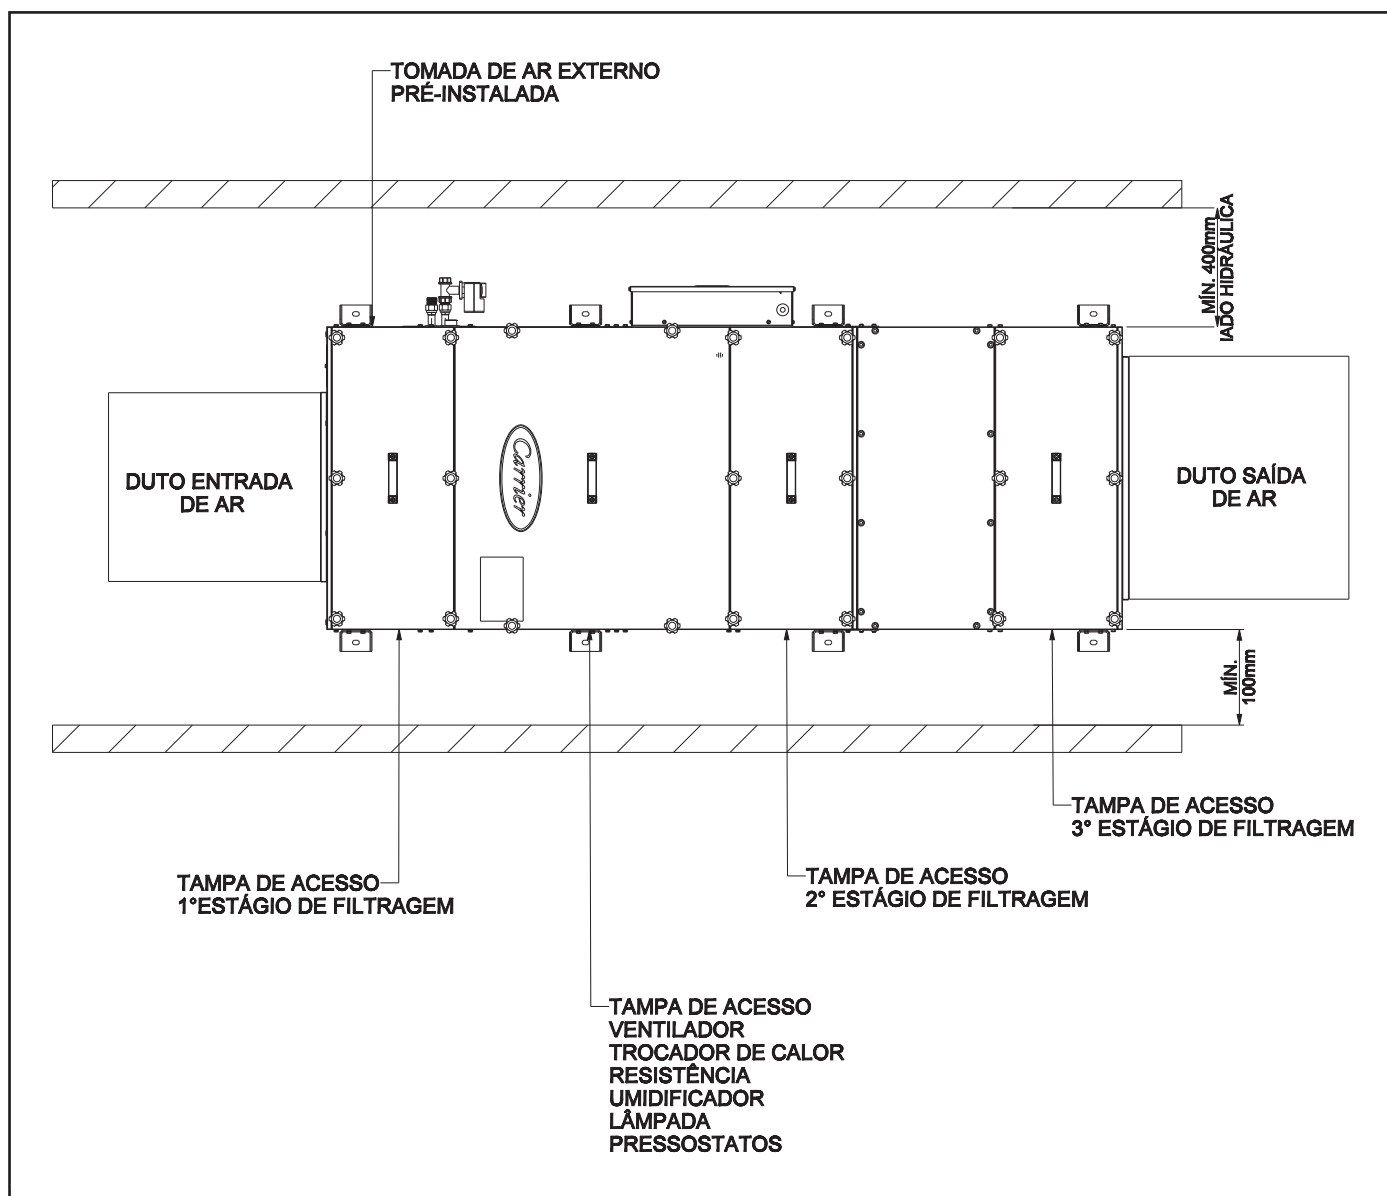 TOMADA DE AR EXTERNO
PRÉ-INSTALADA
MÍN. 400mm
IADO HIDRÁULICA
DUTO ENTRADA
DE AR
Carrier
DUTO SAÍDA
DE AR
MÍN.
100mm
TAMPA DE ACESSO
3° ESTÁGIO DE FILTRAGEM
TAMPA DE ACESSO
2° ESTÁGIO DE FILTRAGEM
TAMPA DE ACESSO
1°ESTÁGIO DE FILTRAGEM
TAMPA DE ACESSO
VENTILADOR
TROCADOR DE CALOR
RESISTÊNCIA
UMIDIFICADOR
LÂMPADA
PRESSOSTATOS